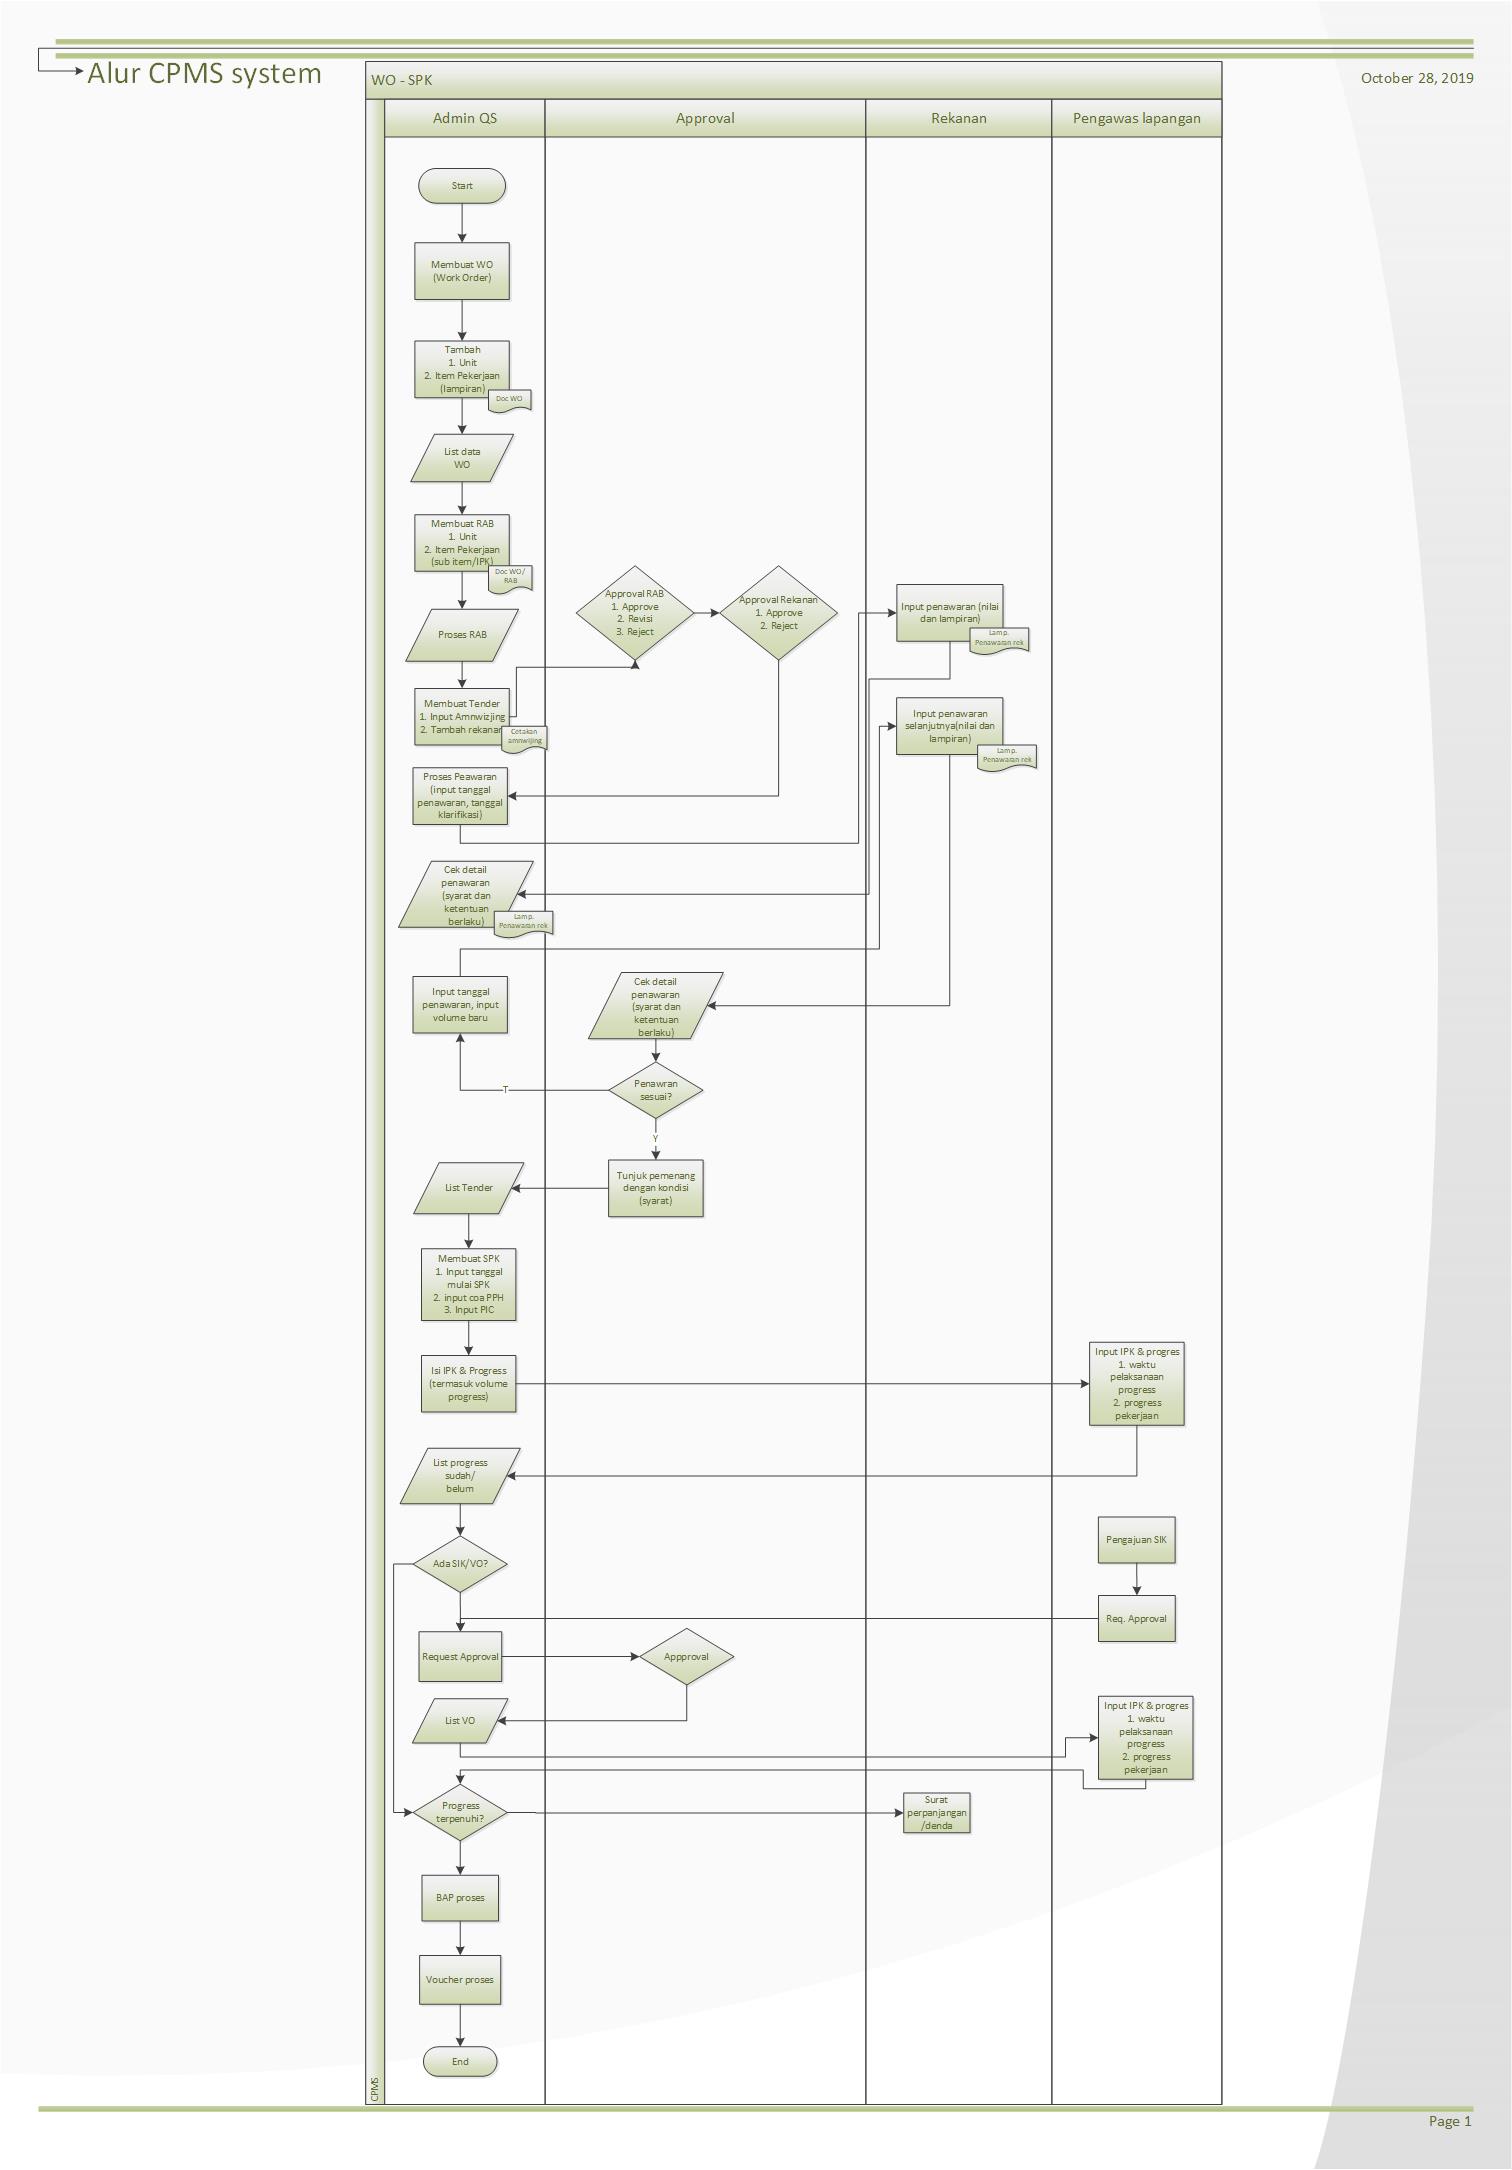 Alur CPMS system
October 28, 2019
WO - SPK
Admin QS
Approval
Rekanan
Pengawas lapangan
Start
Membuat WO
(Work Order)
Tambah
1. Unit
2. Item Pekerjaan
(lampiran)
Doc WO
List data
WO
Membuat RAB
1. Unit
2. Item Pekerjaan
(sub item/IPK)
Doc WO/
RAB
Proses RAB
Approval RAB
1. Approve
2. Revisi
3. Reject
Approval Rekanan
1. Approve
2. Reject
Input penawaran (nilai
dan lampiran)
Lamp.
Penawaran rek
Membuat Tender
1. Input Amnwizjing
2. Tambah rekanan
Cetakan
amnwijing
Input penawaran
selanjutnya(nilai dan
lampiran)
Lamp.
Penawaran rek
Proses Peawaran
(input tanggal
penawaran, tanggal
klarifikasi)
Cek detail
penawaran
(syarat dan
ketentuan
berlaku)
Lamp.
Penawaran rek
Input tanggal
penawaran, input
volume baru
Cek detail
penawaran
(syarat dan
ketentuan
berlaku)
T
Penawran
sesuai?
Y
List Tender
Tunjuk pemenang
dengan kondisi
(syarat)
Membuat SPK
1. Input tanggal
mulai SPK
2. input coa PPH
3. Input PIC
Isi IPK & Progress
(termasuk volume
progress)
Input IPK & progres
1. waktu
pelaksanaan
progress
2. progress
pekerjaan
List progress
sudah/
belum
Ada SIK/VO?
Pengajuan SIK
Req. Approval
Request Approval
Appproval
List VO
Input IPK & progres
1. waktu
pelaksanaan
progress
2. progress
pekerjaan
Progress
terpenuhi?
Surat
perpanjangan
/denda
BAP proses
Voucher proses
End
CPMS
Page 1